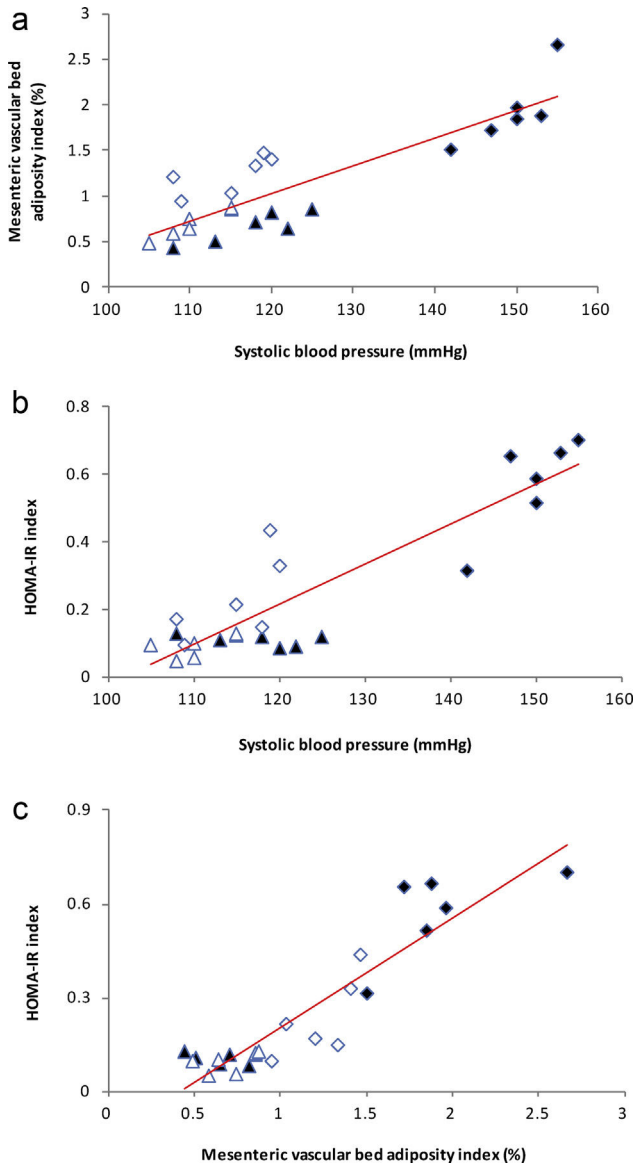 a
Mesenteric vascular bed
adiposity index (%)
3
2.5
2
1.5
1
0.5
0
100 110 120 130 140 150 160
Systolic blood pressure (mmHg)
b
HOMA-IR index
0.8
0.6
0.4
0.2
0
100 110 120 130 140 150 160
Systolic blood pressure (mmHg)
c
HOMA-IR index
0.9
0.6
0.3
0
0 0.5 1 1.5 2 2.5 3
Mesenteric vascular bed adiposity index (%)